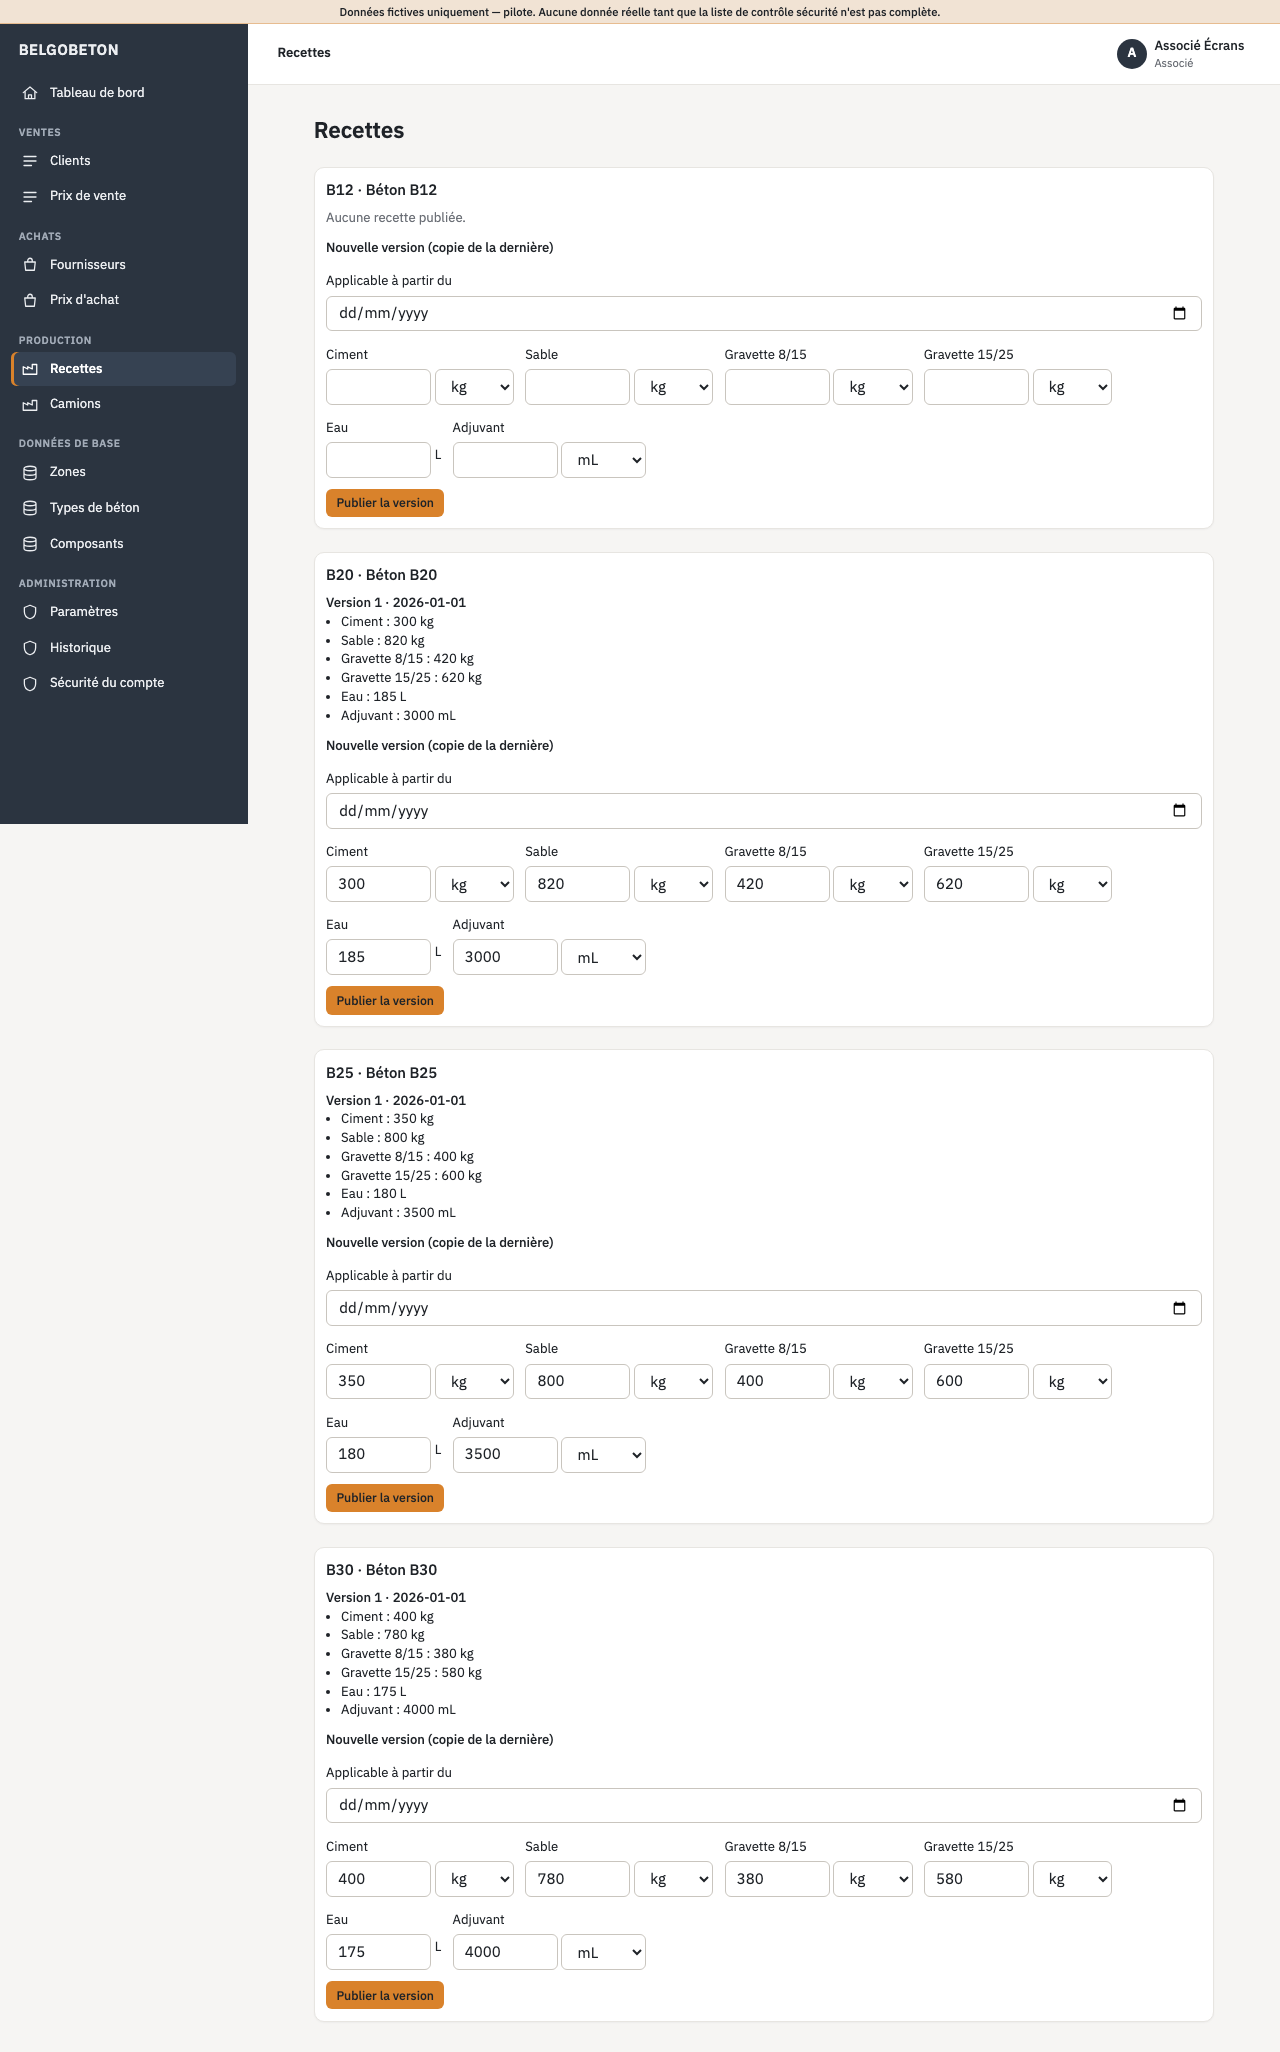 Données fictives uniquement — pilote. Aucune donnée réelle tant que la liste de contrôle sécurité n'est pas complète.
BELGOBETON
Tableau de bord
VENTES
Clients
Prix de vente
ACHATS
Fournisseurs
Prix d'achat
PRODUCTION
Recettes
Camions
DONNÉES DE BASE
Zones
Types de béton
Composants
ADMINISTRATION
Paramètres
Historique
Sécurité du compte
Recettes
A
Associé Écrans
Associé
Recettes
B12 · Béton B12
Aucune recette publiée.
Nouvelle version (copie de la dernière)
Applicable à partir du
dd/mm/yyyy
Ciment Sable Gravette 8/15 Gravette 15/25
kg kg kg kg
Eau Adjuvant
L mL
Publier la version
B20 · Béton B20
Version 1 · 2026-01-01
• Ciment : 300 kg
• Sable : 820 kg
• Gravette 8/15 : 420 kg
• Gravette 15/25 : 620 kg
• Eau : 185 L
• Adjuvant : 3000 mL
Nouvelle version (copie de la dernière)
Applicable à partir du
dd/mm/yyyy
Ciment Sable Gravette 8/15 Gravette 15/25
300 kg 820 kg 420 kg 620 kg
Eau Adjuvant
185 L 3000 mL
Publier la version
B25 · Béton B25
Version 1 · 2026-01-01
• Ciment : 350 kg
• Sable : 800 kg
• Gravette 8/15 : 400 kg
• Gravette 15/25 : 600 kg
• Eau : 180 L
• Adjuvant : 3500 mL
Nouvelle version (copie de la dernière)
Applicable à partir du
dd/mm/yyyy
Ciment Sable Gravette 8/15 Gravette 15/25
350 kg 800 kg 400 kg 600 kg
Eau Adjuvant
180 L 3500 mL
Publier la version
B30 · Béton B30
Version 1 · 2026-01-01
• Ciment : 400 kg
• Sable : 780 kg
• Gravette 8/15 : 380 kg
• Gravette 15/25 : 580 kg
• Eau : 175 L
• Adjuvant : 4000 mL
Nouvelle version (copie de la dernière)
Applicable à partir du
dd/mm/yyyy
Ciment Sable Gravette 8/15 Gravette 15/25
400 kg 780 kg 380 kg 580 kg
Eau Adjuvant
175 L 4000 mL
Publier la version